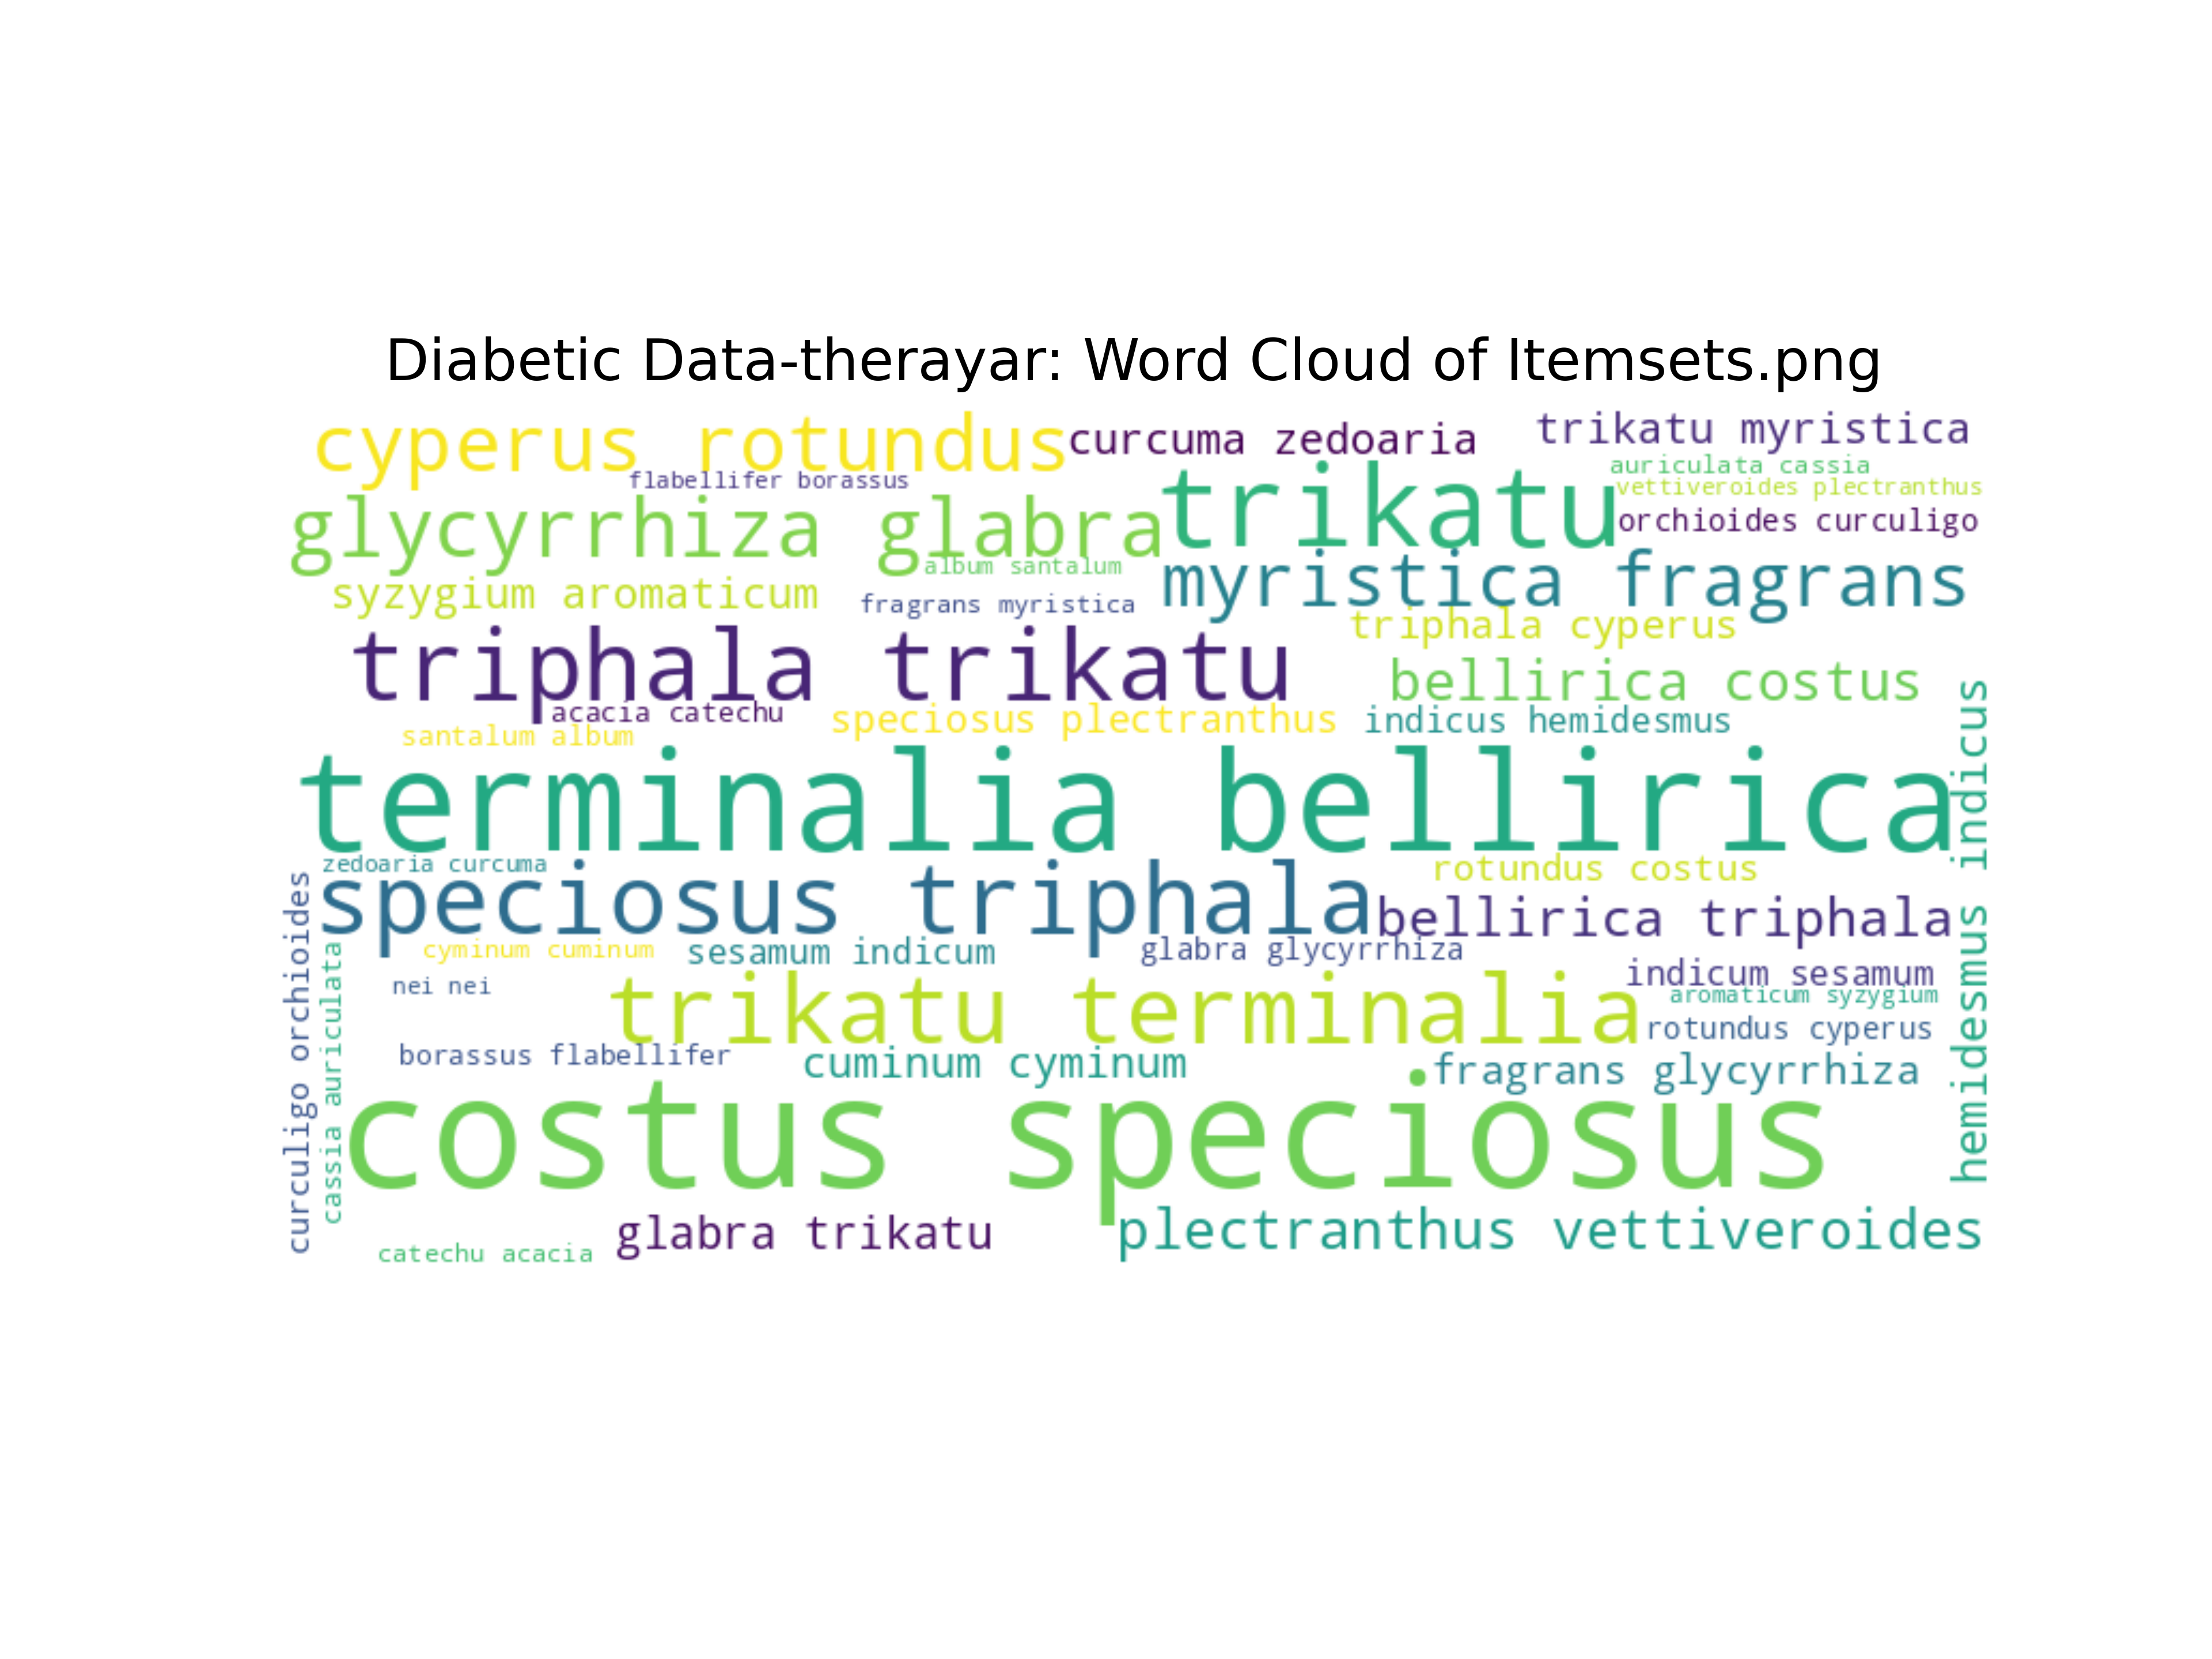 Diabetic Data-therayar: Word Cloud of Itemsets.png
cyperus rotundus
curcuma zedoaria
trikatu myristica
flabellifer borassus
auriculata cassia
vettiveroides plectranthus
glycyrrhiza glabra
trikatu
orchioides curculigo
album santalum
myristica fragrans
syzygium aromaticum
fragrans myristica
triphala cyperus
triphala trikatu
bellirica costus
acacia catechu
speciosus plectranthus
indicus hemidesmus
santalum album
terminalia bellirica
hemidesmus indicus
zedoaria curcuma
rotundus costus
speciosus triphala
bellirica triphala
curculigo orchioides
cassia auriculata
cyminum cuminum
sesamum indicum
glabra glycyrrhiza
indicum sesamum
nei nei
trikatu terminalia
aromaticum syzygium
rotundus cyperus
borassus flabellifer
cuminum cyminum
fragrans glycyrrhiza
costus speciosus
glabra trikatu
plectranthus vettiveroides
catechu acacia